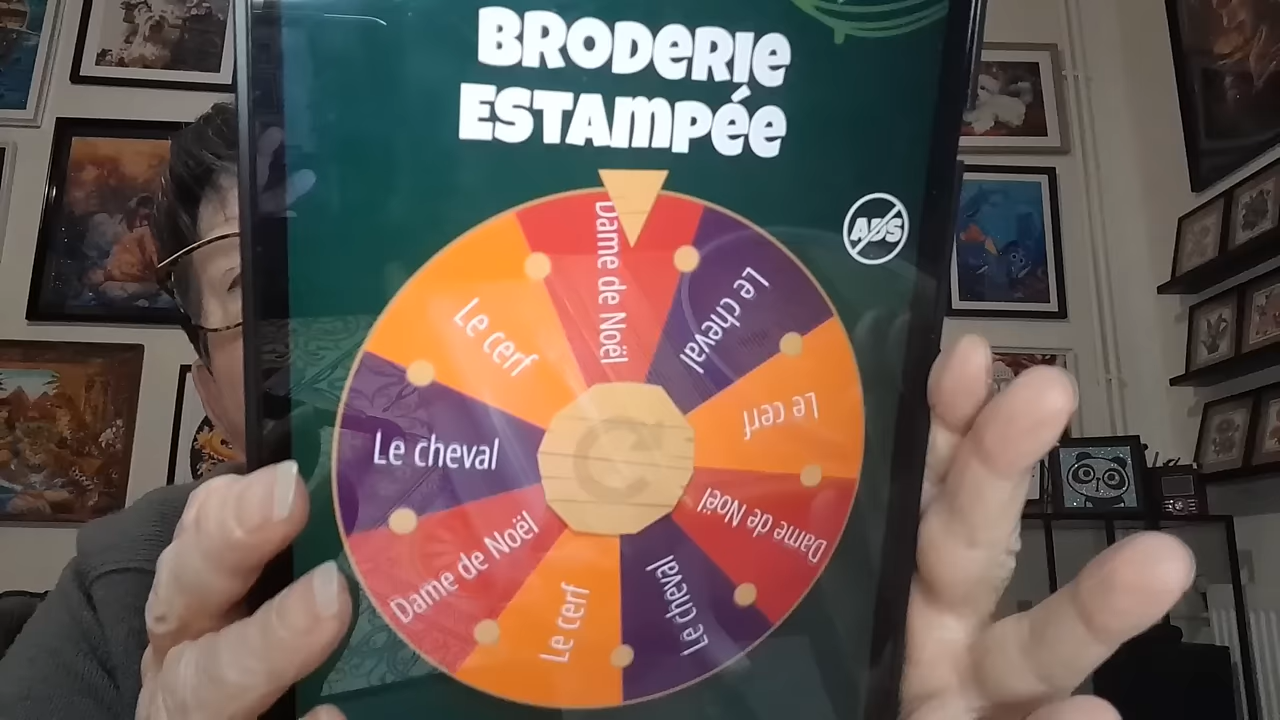 BRODERIE
ESTAMPÉE
ADS
Dame de Noël
Le cheval
Le cerf
Dame de Noël
Le cheval
Le cerf
Dame de Noël
Le cheval
Le cerf